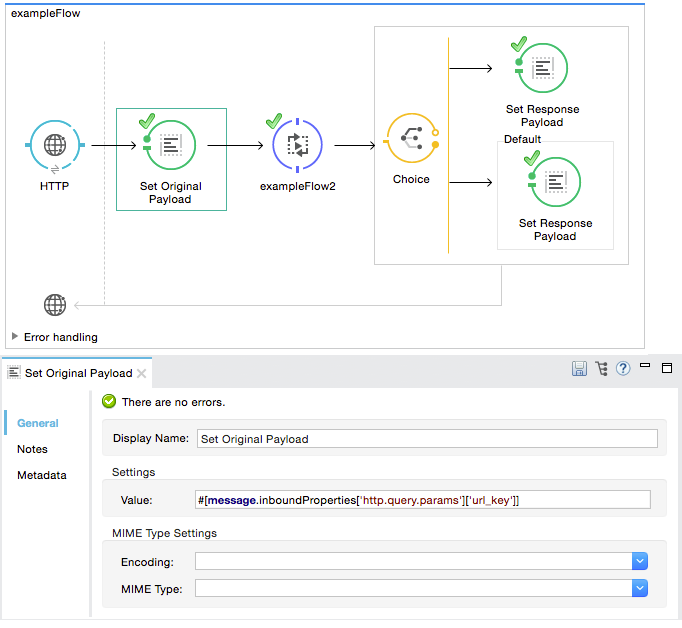 exampleFlow
HTTP
Set Original
Payload
exampleFlow2
Choice
Set Response
Payload
Default
Set Response
Payload
Error handling
Set Original Payload
There are no errors.
General
Notes
Metadata
Display Name: Set Original Payload
Settings
Value: #[message.inboundProperties['http.query.params']['url_key']]
MIME Type Settings
Encoding:
MIME Type: